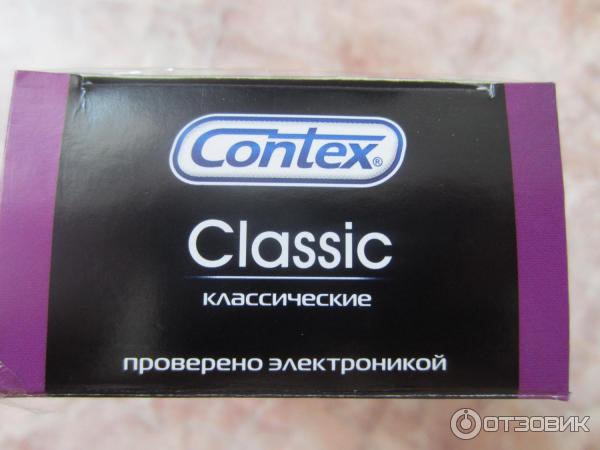 Contex®
Classic
классические
проверено электроникой
ОТЗОВИК